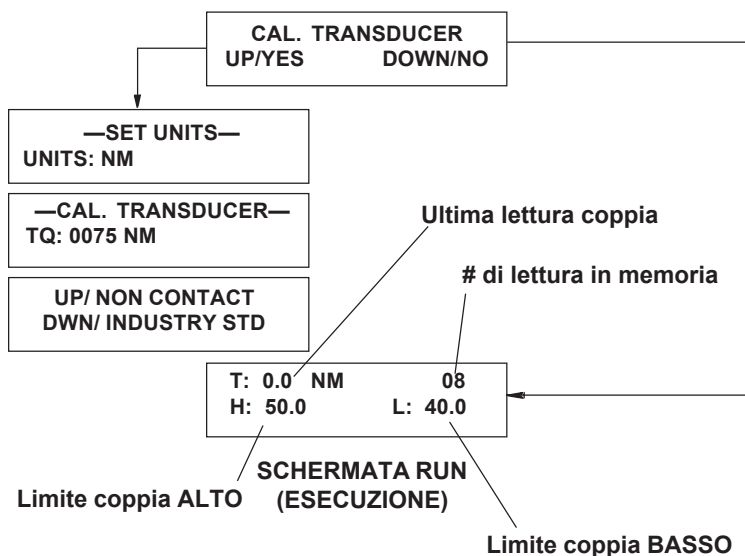 CAL. TRANSDUCER
UP/YES DOWN/NO
—SET UNITS—
UNITS: NM
—CAL. TRANSDUCER—
TQ: 0075 NM
UP/ NON CONTACT
DWN/ INDUSTRY STD
Ultima lettura coppia
# di lettura in memoria
T: 0.0 NM 08
H: 50.0 L: 40.0
SCHERMATA RUN
(ESECUZIONE)
Limite coppia ALTO
Limite coppia BASSO